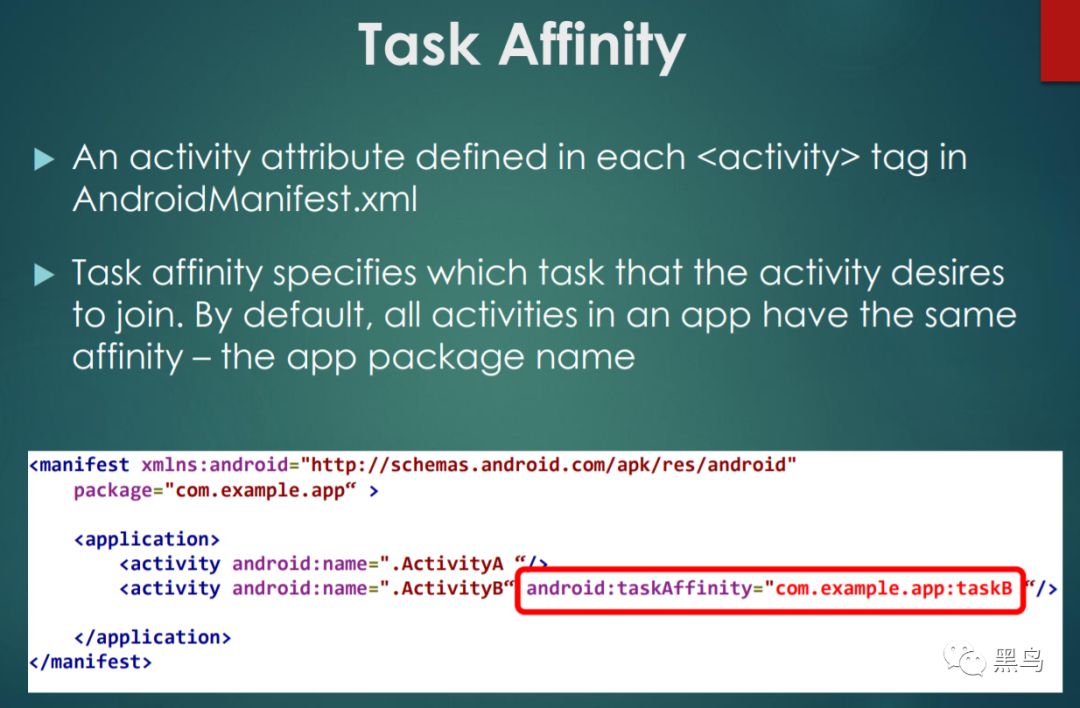 Task Affinity
An activity attribute defined in each <activity> tag in
AndroidManifest.xml
Task affinity specifies which task that the activity desires
to join. By default, all activities in an app have the same
affinity – the app package name
<manifest xmlns:android="http://schemas.android.com/apk/res/android"
package="com.example.app“ >
<application>
<activity android:name=".ActivityA “/>
<activity android:name=".ActivityB“ android:taskAffinity="com.example.app:taskB “/>
</application>
</manifest>
黑鸟